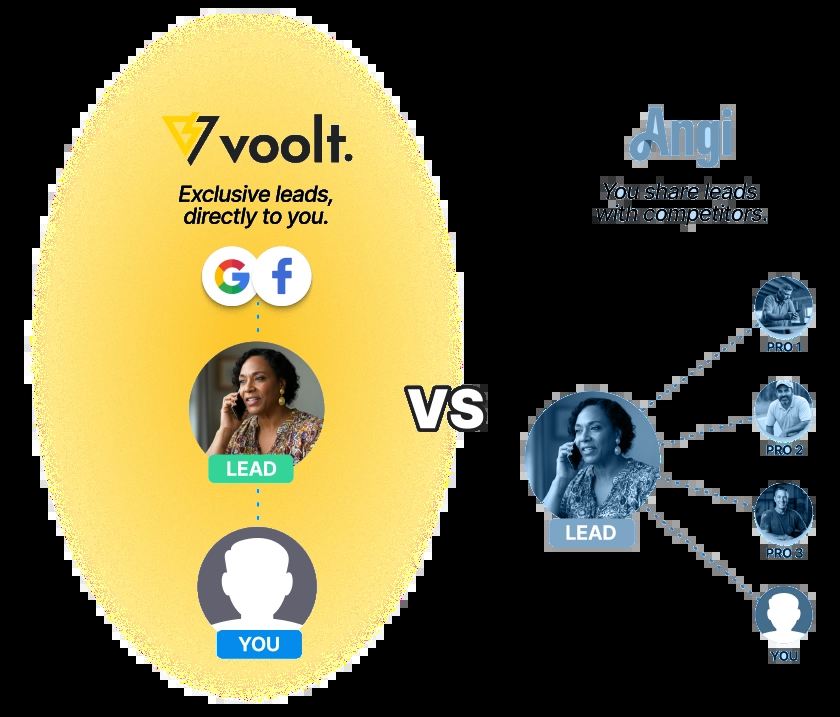 voolt.
Exclusive leads,
directly to you.
LEAD
YOU
VS
Angi
You share leads
with competitors.
LEAD
PRO 1
PRO 2
PRO 3
YOU